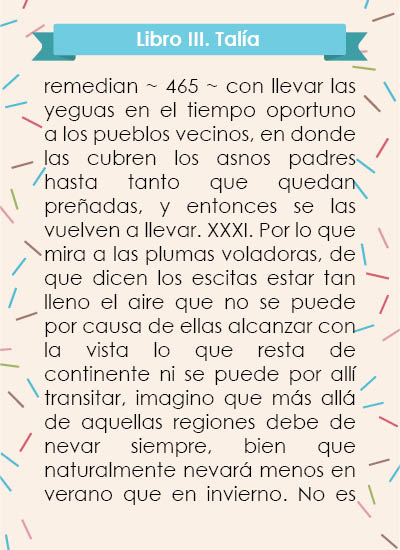 Libro III. Talía
remedian ~ 465 ~ con llevar las
yeguas en el tiempo oportuno
a los pueblos vecinos, en donde
las cubren los asnos padres
hasta tanto que quedan
preñadas, y entonces se las
vuelven a llevar. XXXI. Por lo que
mira a las plumas voladoras, de
que dicen los escitas estar tan
lleno el aire que no se puede
por causa de ellas alcanzar con
la vista lo que resta de
continente ni se puede por allí
transitar, imagino que más allá
de aquellas regiones debe de
nevar siempre, bien que
naturalmente nevará menos en
verano que en invierno. No es